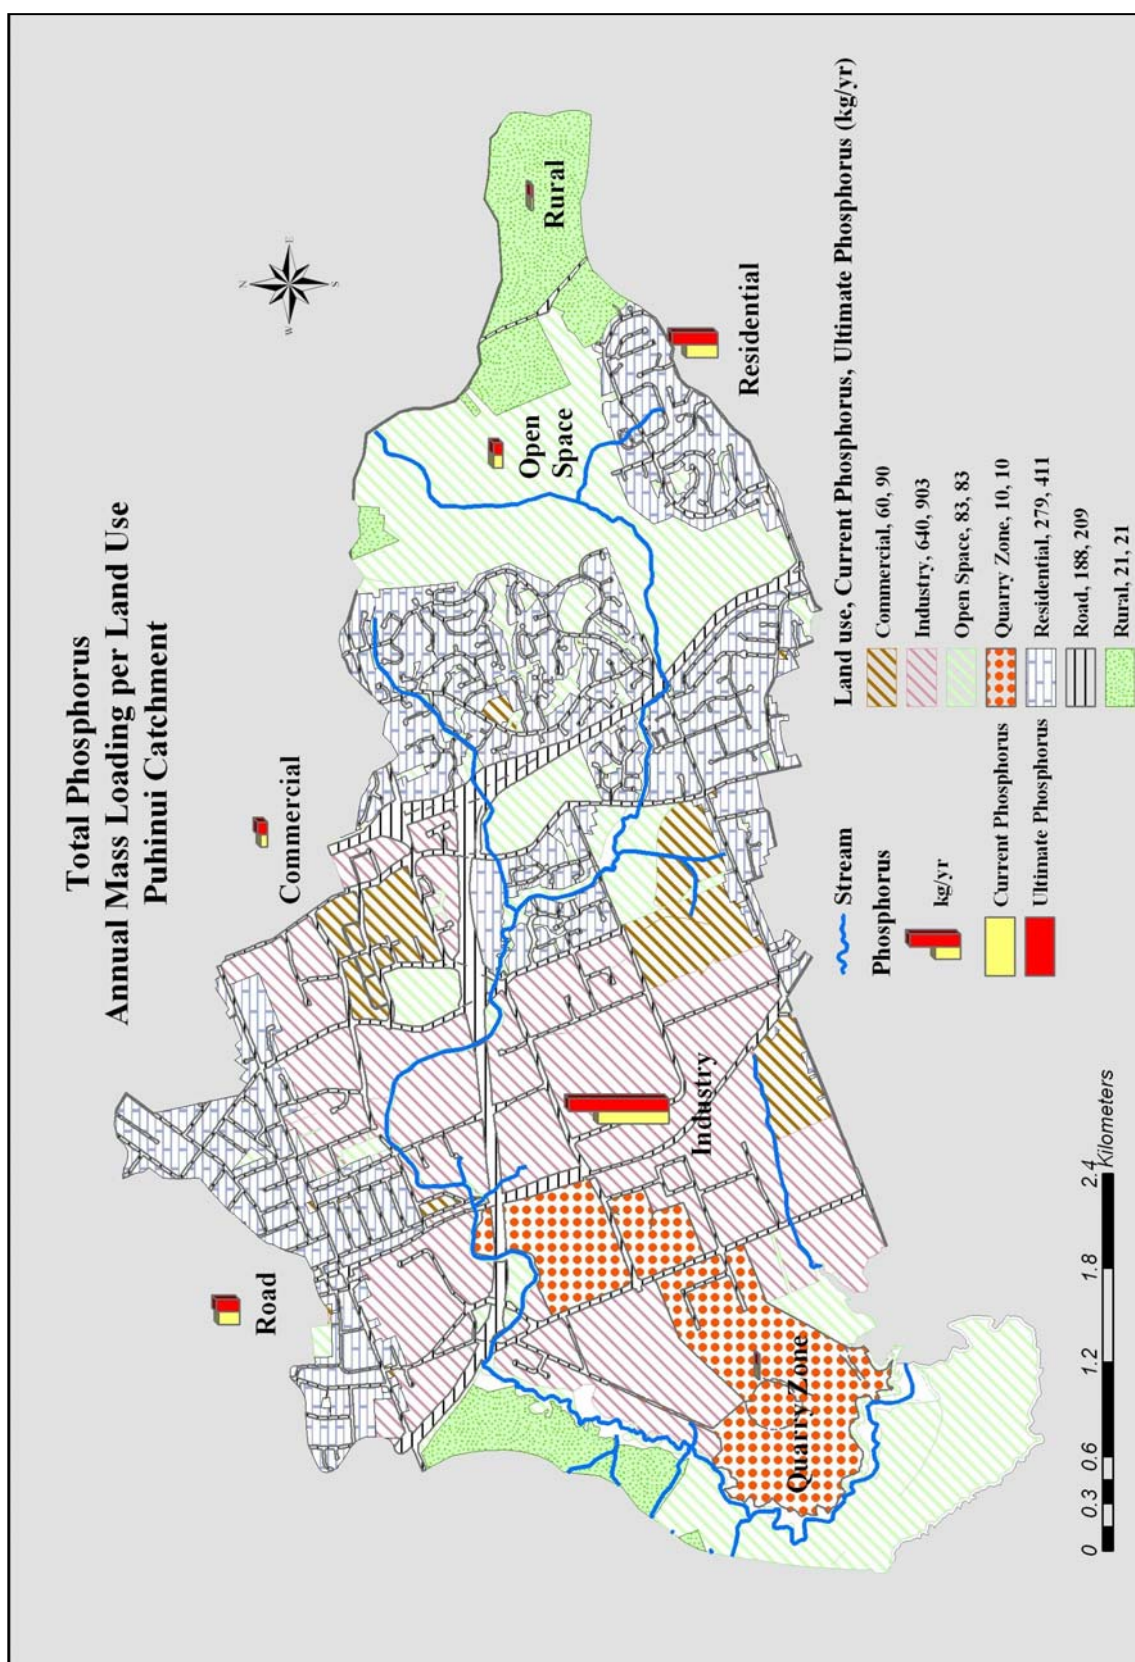 Total Phosphorus
Annual Mass Loading per Land Use
Puhinui Catchment
N
W
E
S
Road
Commercial
Industry
Quarry Zone
Open
Space
Rural
Residential
Stream
Phosphorus
kg/yr
Current Phosphorus
Ultimate Phosphorus
Land use, Current Phosphorus, Ultimate Phosphorus (kg/yr)
Commercial, 60, 90
Industry, 640, 903
Open Space, 83, 83
Quarry Zone, 10, 10
Residential, 279, 411
Road, 188, 209
Rural, 21, 21
0 0.3 0.6 1.2 1.8 2.4
Kilometers